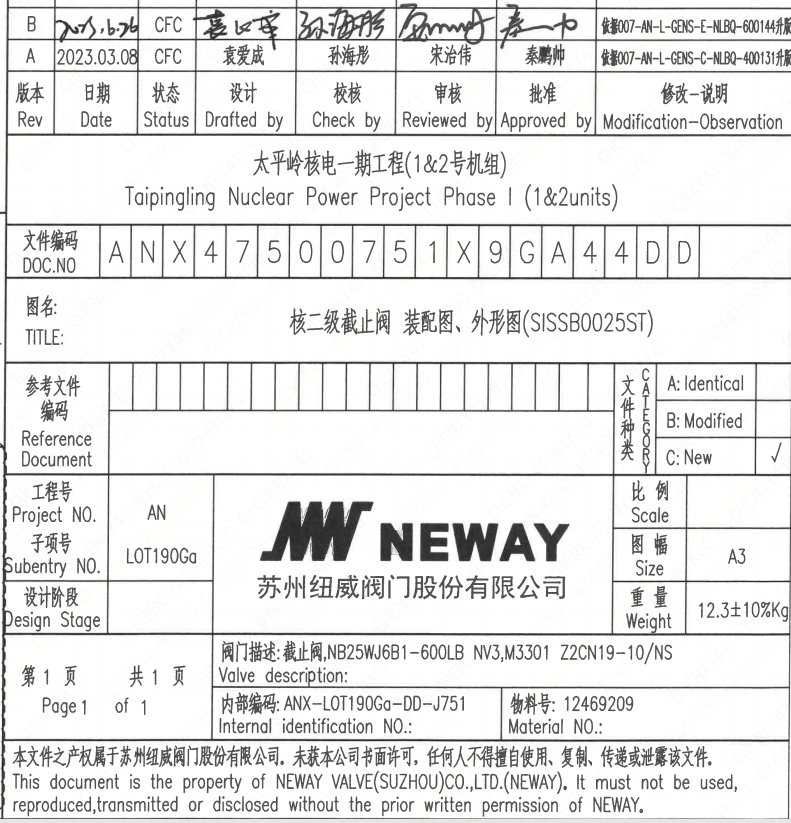 B 2023.6.26 CFC 依据007-AN-L-GENS-E-NLBQ-600144升版
A 2023.03.08 CFC 袁爱成 孙海彤 宋治伟 秦鹏帅 依据007-AN-L-GENS-C-NLBQ-400131升版
版本 日期 状态 设计 校核 审核 批准 修改-说明
Rev Date Status Drafted by Check by Reviewed by Approved by Modification-Observation
太平岭核电一期工程(1&2号机组)
Taipingling Nuclear Power Project Phase I (1&2units)
文件编码
DOC.NO
A N X 4 7 5 0 0 7 5 1 X 9 G A 4 4 D D
图名:
TITLE:
核二级截止阀 装配图、外形图(SISSB0025ST)
参考文件
编码
Reference
Document
文件种类
CATEGORY
A: Identical
B: Modified
C: New √
工程号
Project NO.
AN
子项号
Subentry NO.
LOT190Ga
设计阶段
Design Stage
NEWAY
苏州纽威阀门股份有限公司
比 例
Scale
图 幅
Size
A3
重 量
Weight
12.3±10%Kg
第 1 页 共 1 页
Page 1 of 1
阀门描述: 截止阀,NB25WJ6B1-600LB NV3,M3301 Z2CN19-10/NS
Valve description:
内部编码: ANX-LOT190Ga-DD-J751
Internal identification NO.:
物料号: 12469209
Material NO.:
本文件之产权属于苏州纽威阀门股份有限公司. 未获本公司书面许可, 任何人不得擅自使用、复制、传递或泄露该文件.
This document is the property of NEWAY VALVE(SUZHOU)CO.,LTD.(NEWAY). It must not be used,
reproduced,transmitted or disclosed without the prior written permission of NEWAY.